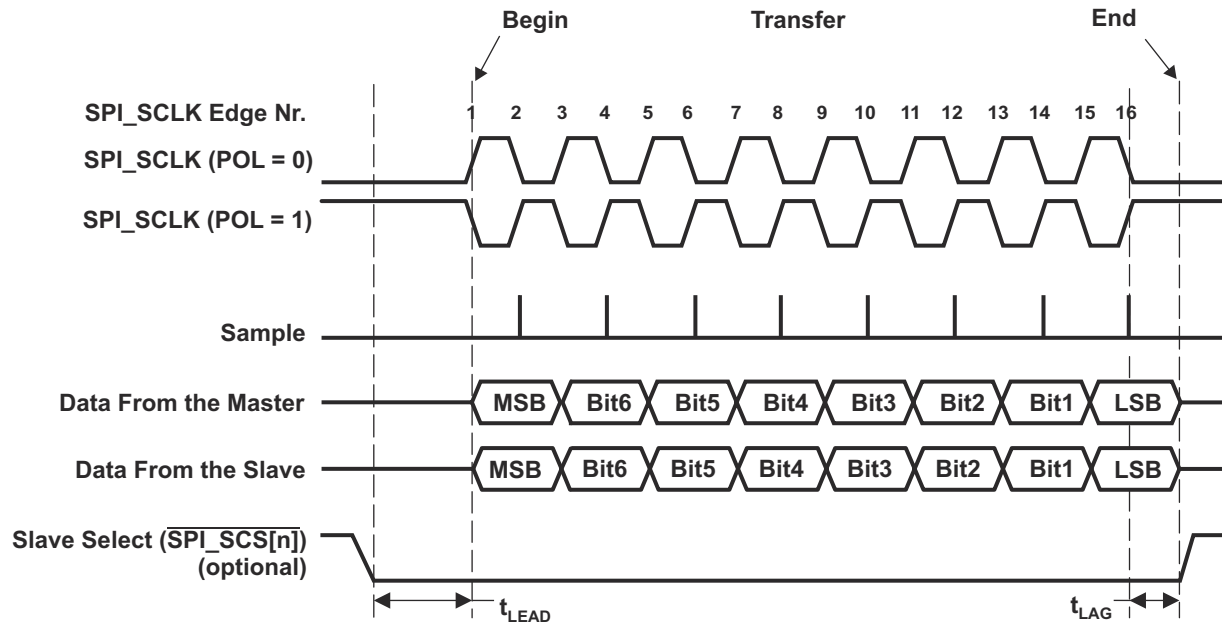 Begin Transfer End
SPI_SCLK Edge Nr. 1 2 3 4 5 6 7 8 9 10 11 12 13 14 15 16
SPI_SCLK (POL = 0)
SPI_SCLK (POL = 1)
Sample
Data From the Master MSB Bit6 Bit5 Bit4 Bit3 Bit2 Bit1 LSB
Data From the Slave MSB Bit6 Bit5 Bit4 Bit3 Bit2 Bit1 LSB
Slave Select (SPI_SCS[n])
(optional)
tLEAD tLAG